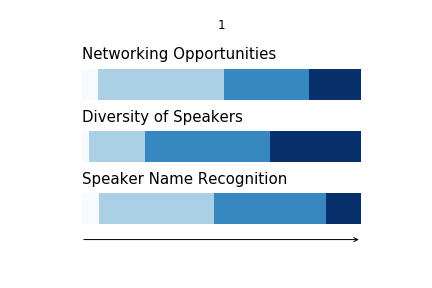 1
Networking Opportunities
Diversity of Speakers
Speaker Name Recognition